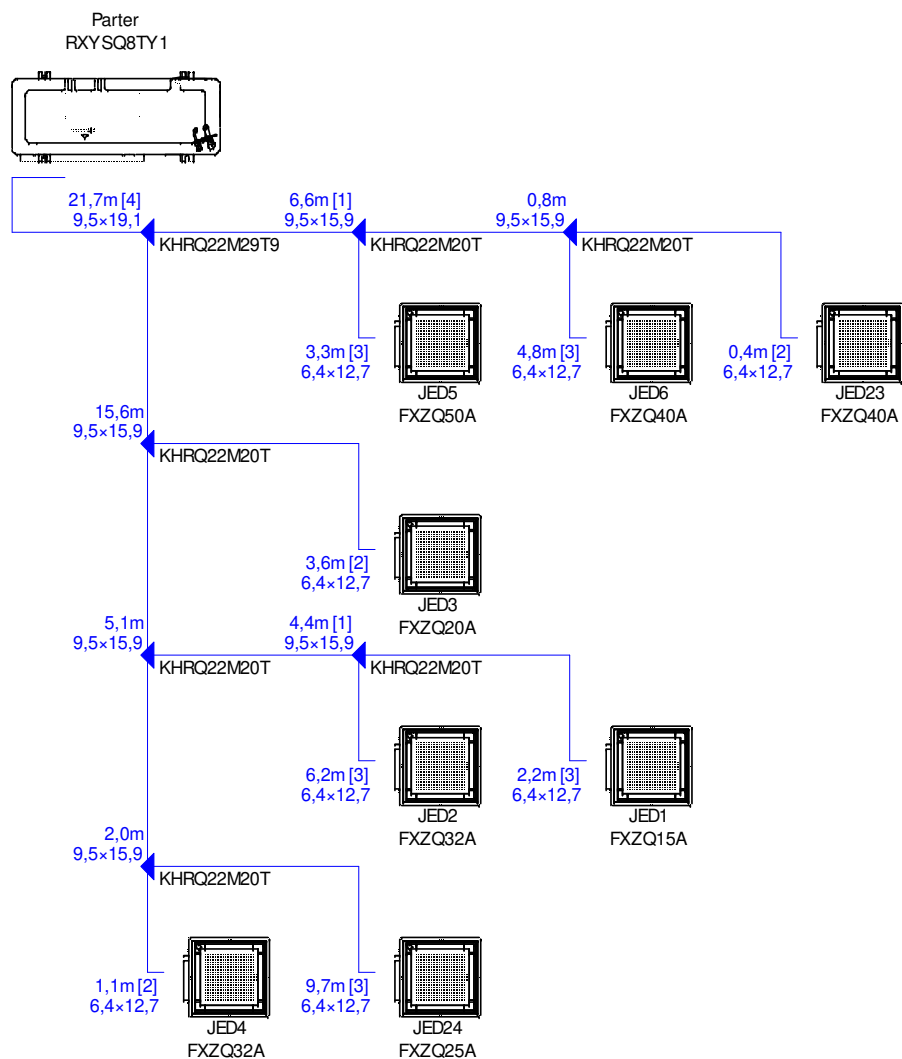 Parter
RXYSQ8TY1
21,7m [4]
9,5×19,1
KHRQ22M29T9
6,6m [1]
9,5×15,9
KHRQ22M20T
0,8m
9,5×15,9
KHRQ22M20T
3,3m [3]
6,4×12,7
JED5
FXZQ50A
4,8m [3]
6,4×12,7
JED6
FXZQ40A
0,4m [2]
6,4×12,7
JED23
FXZQ40A
15,6m
9,5×15,9
KHRQ22M20T
3,6m [2]
6,4×12,7
JED3
FXZQ20A
5,1m
9,5×15,9
KHRQ22M20T
4,4m [1]
9,5×15,9
KHRQ22M20T
6,2m [3]
6,4×12,7
JED2
FXZQ32A
2,2m [3]
6,4×12,7
JED1
FXZQ15A
2,0m
9,5×15,9
KHRQ22M20T
1,1m [2]
6,4×12,7
JED4
FXZQ32A
9,7m [3]
6,4×12,7
JED24
FXZQ25A